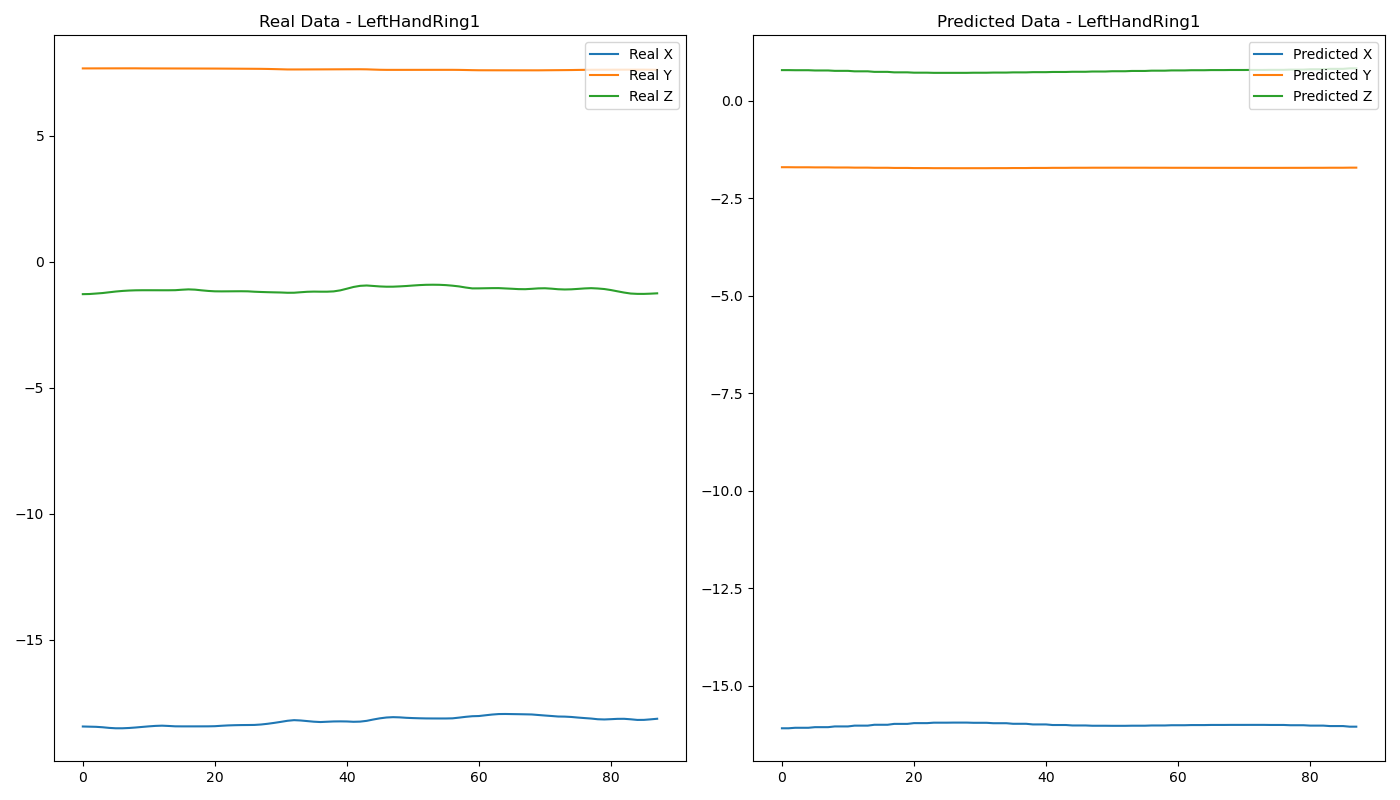 Real Data - LeftHandRing1
Real X
Real Y
Real Z
5
0
−5
−10
−15
0 20 40 60 80
Predicted Data - LeftHandRing1
Predicted X
Predicted Y
Predicted Z
0.0
−2.5
−5.0
−7.5
−10.0
−12.5
−15.0
0 20 40 60 80